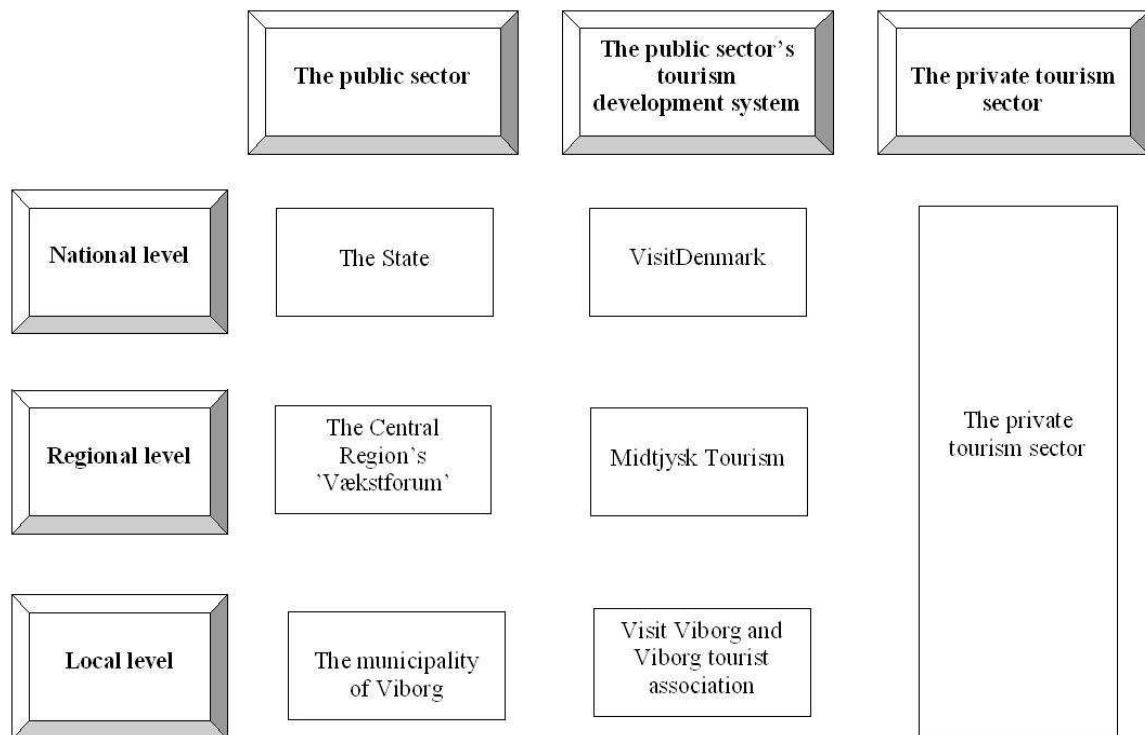 The public sector
The public sector’s
tourism
development system
The private tourism
sector
National level
The State
VisitDenmark
Regional level
The Central
Region’s
’Vækstforum’
Midtjysk Tourism
The private
tourism sector
Local level
The municipality
of Viborg
Visit Viborg and
Viborg tourist
association